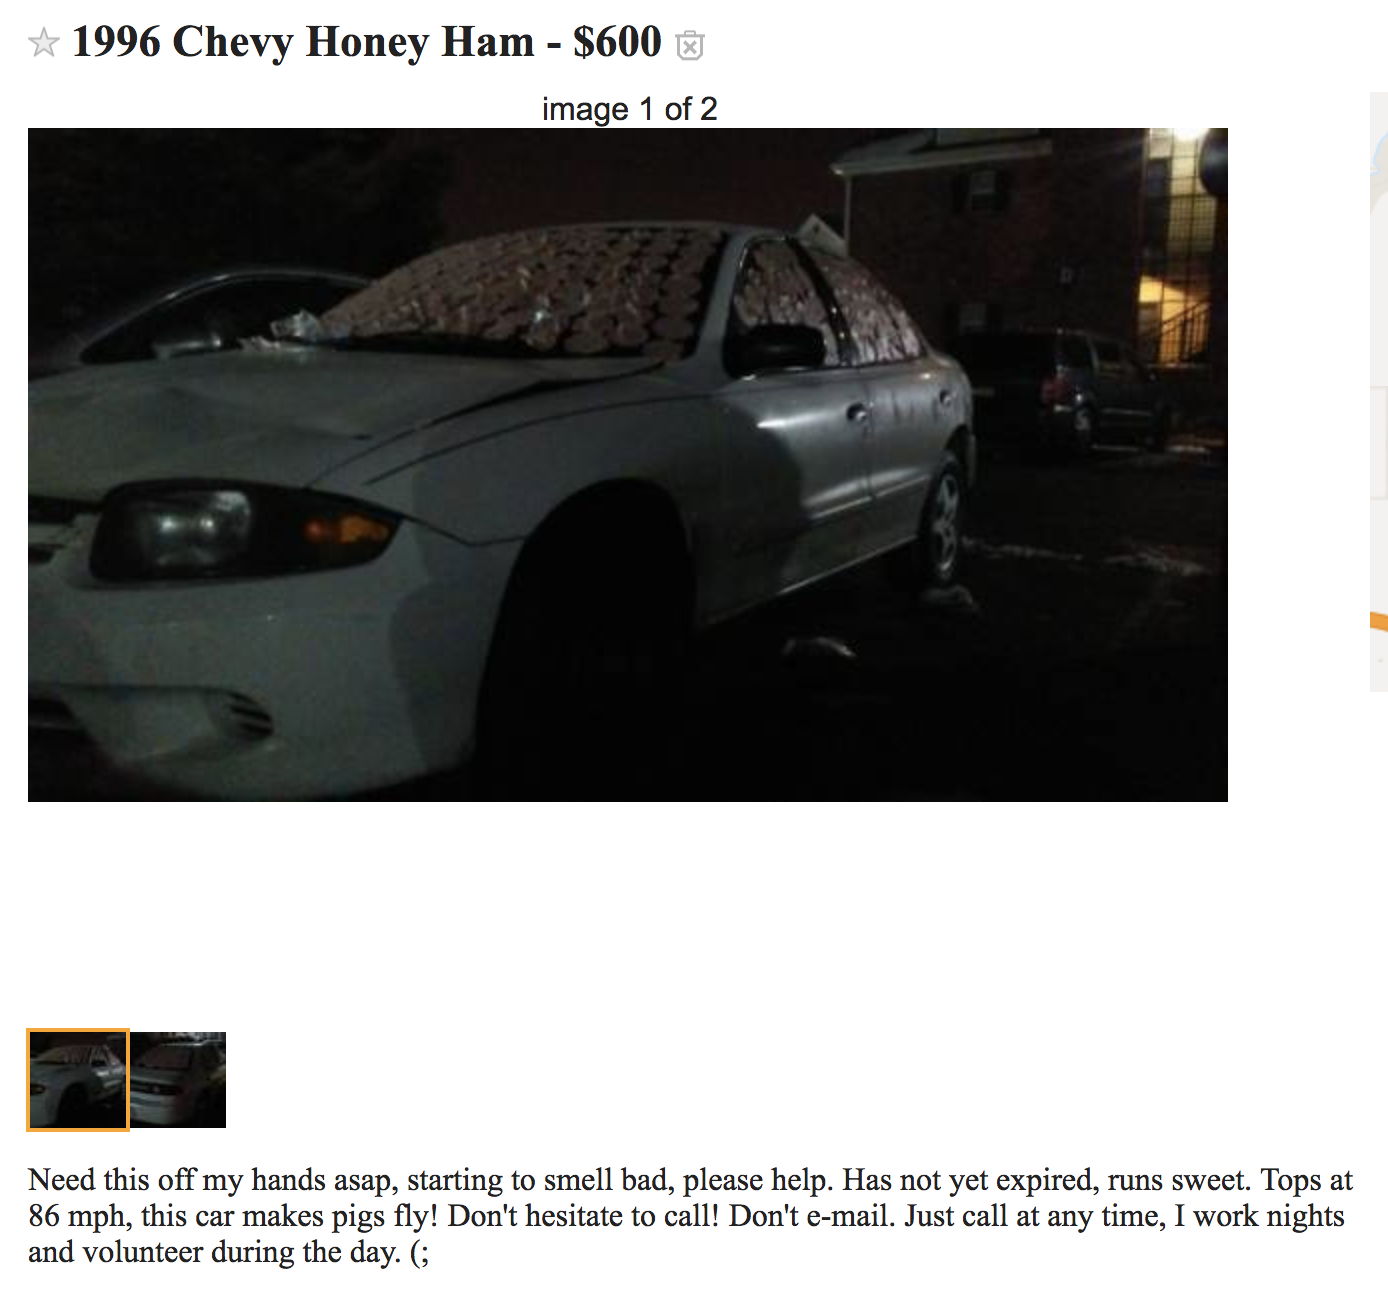 1996 Chevy Honey Ham - $600
image 1 of 2
Need this off my hands asap, starting to smell bad, please help. Has not yet expired, runs sweet. Tops at
86 mph, this car makes pigs fly! Don't hesitate to call! Don't e-mail. Just call at any time, I work nights
and volunteer during the day. (;